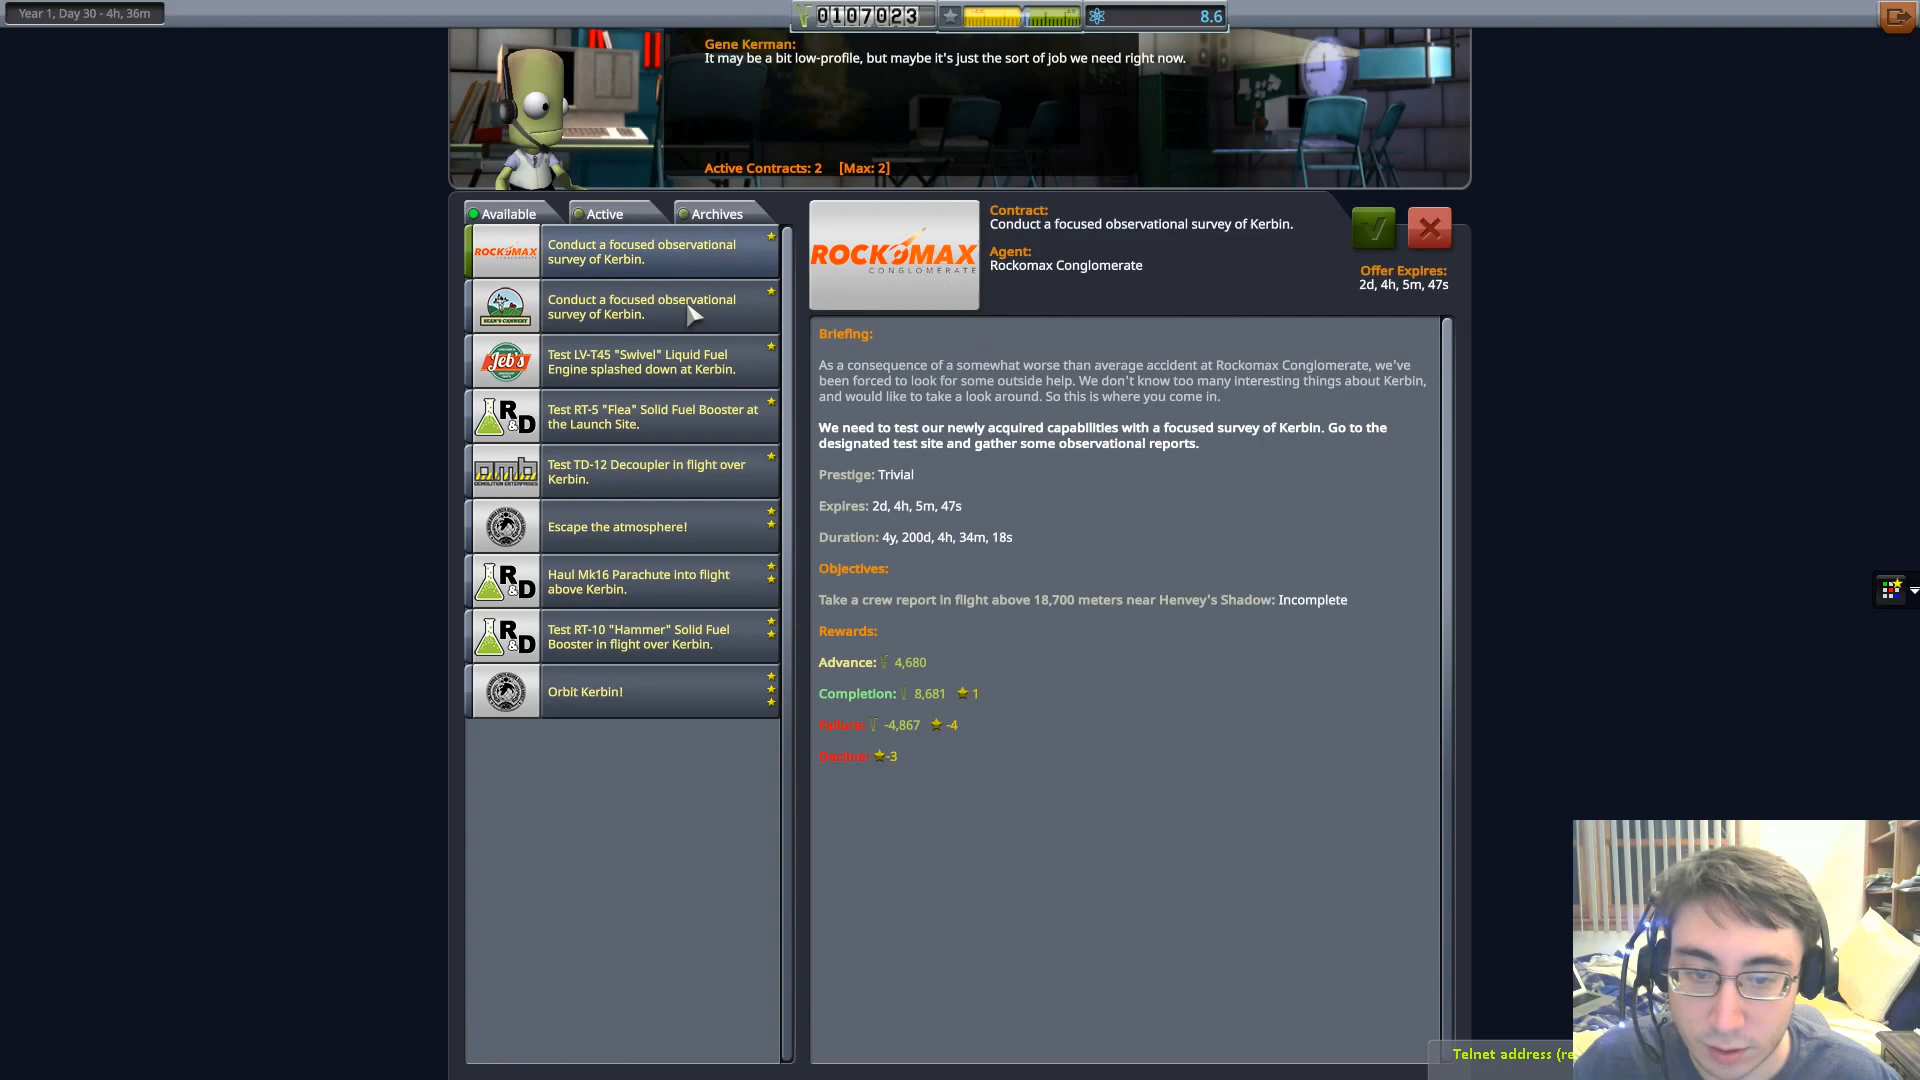 Year 1, Day 30 - 4h, 36m
0107023
8.6
Gene Kerman:
It may be a bit low-profile, but maybe it's just the sort of job we need right now.
Active Contracts: 2 [Max: 2]
Available
Active
Archives
ROCKOMAX
Conduct a focused observational
survey of Kerbin.
Conduct a focused observational
survey of Kerbin.
Jeb's
Test LV-T45 "Swivel" Liquid Fuel
Engine splashed down at Kerbin.
R&D
Test RT-5 "Flea" Solid Fuel Booster at
the Launch Site.
Test TD-12 Decoupler in flight over
Kerbin.
Escape the atmosphere!
R&D
Haul Mk16 Parachute into flight
above Kerbin.
R&D
Test RT-10 "Hammer" Solid Fuel
Booster in flight over Kerbin.
Orbit Kerbin!
ROCKOMAX
CONGLOMERATE
Contract:
Conduct a focused observational survey of Kerbin.
Agent:
Rockomax Conglomerate
Offer Expires:
2d, 4h, 5m, 47s
Briefing:
As a consequence of a somewhat worse than average accident at Rockomax Conglomerate, we've
been forced to look for some outside help. We don't know too many interesting things about Kerbin,
and would like to take a look around. So this is where you come in.
We need to test our newly acquired capabilities with a focused survey of Kerbin. Go to the
designated test site and gather some observational reports.
Prestige: Trivial
Expires: 2d, 4h, 5m, 47s
Duration: 4y, 200d, 4h, 34m, 18s
Objectives:
Take a crew report in flight above 18,700 meters near Henvey's Shadow: Incomplete
Rewards:
Advance: 4,680
Completion: 8,681 1
Failure: -4,867 -4
Decline: -3
Telnet address (re